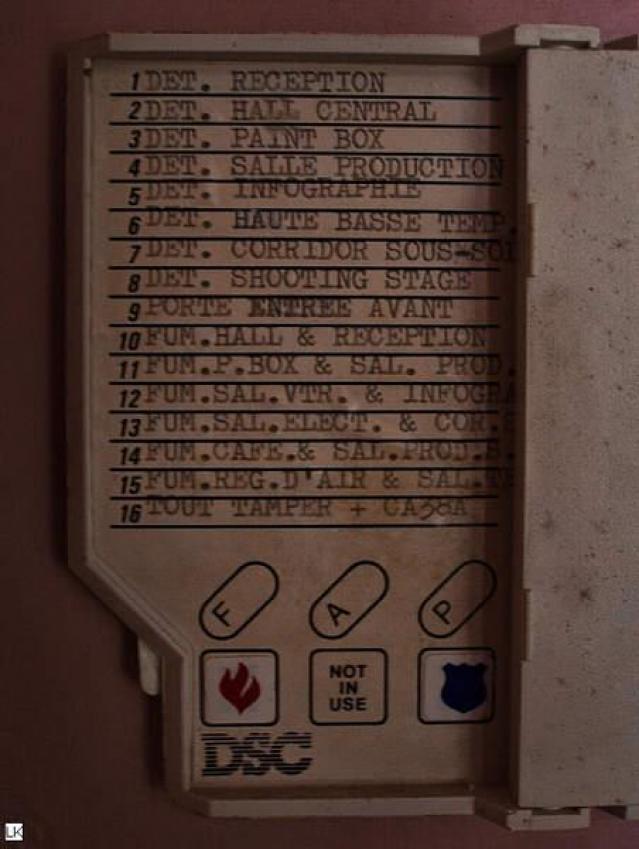 1 DET. RECEPTION
2 DET. HALL CENTRAL
3 DET. PAINT BOX
4 DET. SALLE PRODUCTION
5 DET. INFOGRAPHIE
6 DET. HAUTE BASSE TEMP.
7 DET. CORRIDOR SOUS-SOL
8 DET. SHOOTING STAGE
9 PORTE ENTREE AVANT
10 FUM.HALL & RECEPTION
11 FUM.P.BOX & SAL. PROD.
12 FUM.SAL.VTR. & INFOGRA
13 FUM.SAL.ELECT. & COR.
14 FUM.CAFE.& SAL.PROD.B.
15 FUM.REG.D'AIR & SAL.TE
16 TOUT TAMPER + CA38A
F A P
NOT
IN
USE
DSC
LK